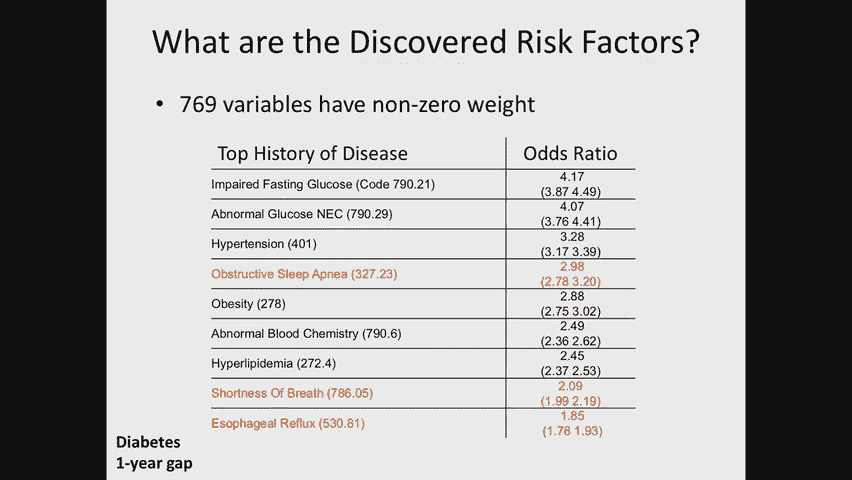 What are the Discovered Risk Factors?
• 769 variables have non-zero weight
Top History of Disease Odds Ratio
Impaired Fasting Glucose (Code 790.21) 4.17
(3.87 4.49)
Abnormal Glucose NEC (790.29) 4.07
(3.76 4.41)
Hypertension (401) 3.28
(3.17 3.39)
Obstructive Sleep Apnea (327.23) 2.98
(2.78 3.20)
Obesity (278) 2.88
(2.75 3.02)
Abnormal Blood Chemistry (790.6) 2.49
(2.36 2.62)
Hyperlipidemia (272.4) 2.45
(2.37 2.53)
Shortness Of Breath (786.05) 2.09
(1.99 2.19)
Esophageal Reflux (530.81) 1.85
(1.78 1.93)
Diabetes
1-year gap